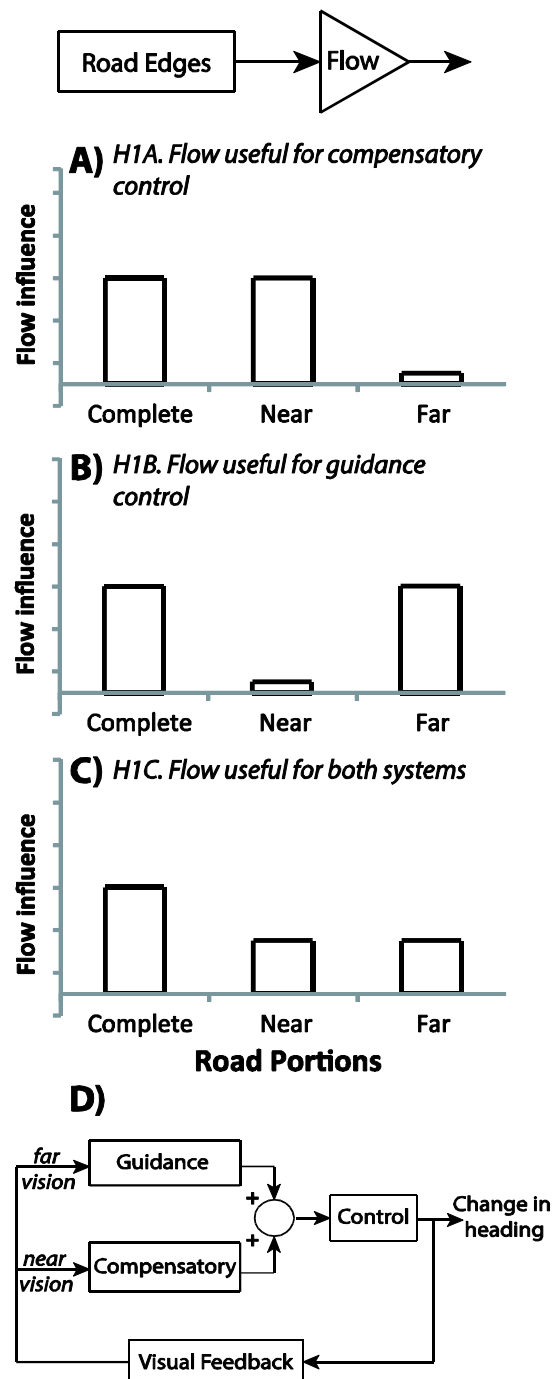 Road Edges
Flow
A) H1A. Flow useful for compensatory
control
Flow influence
Complete Near Far
B) H1B. Flow useful for guidance
control
Flow influence
Complete Near Far
C) H1C. Flow useful for both systems
Flow influence
Complete Near Far
Road Portions
D)
far
vision
Guidance
+
Control
Change in
heading
+
near
vision
Compensatory
Visual Feedback